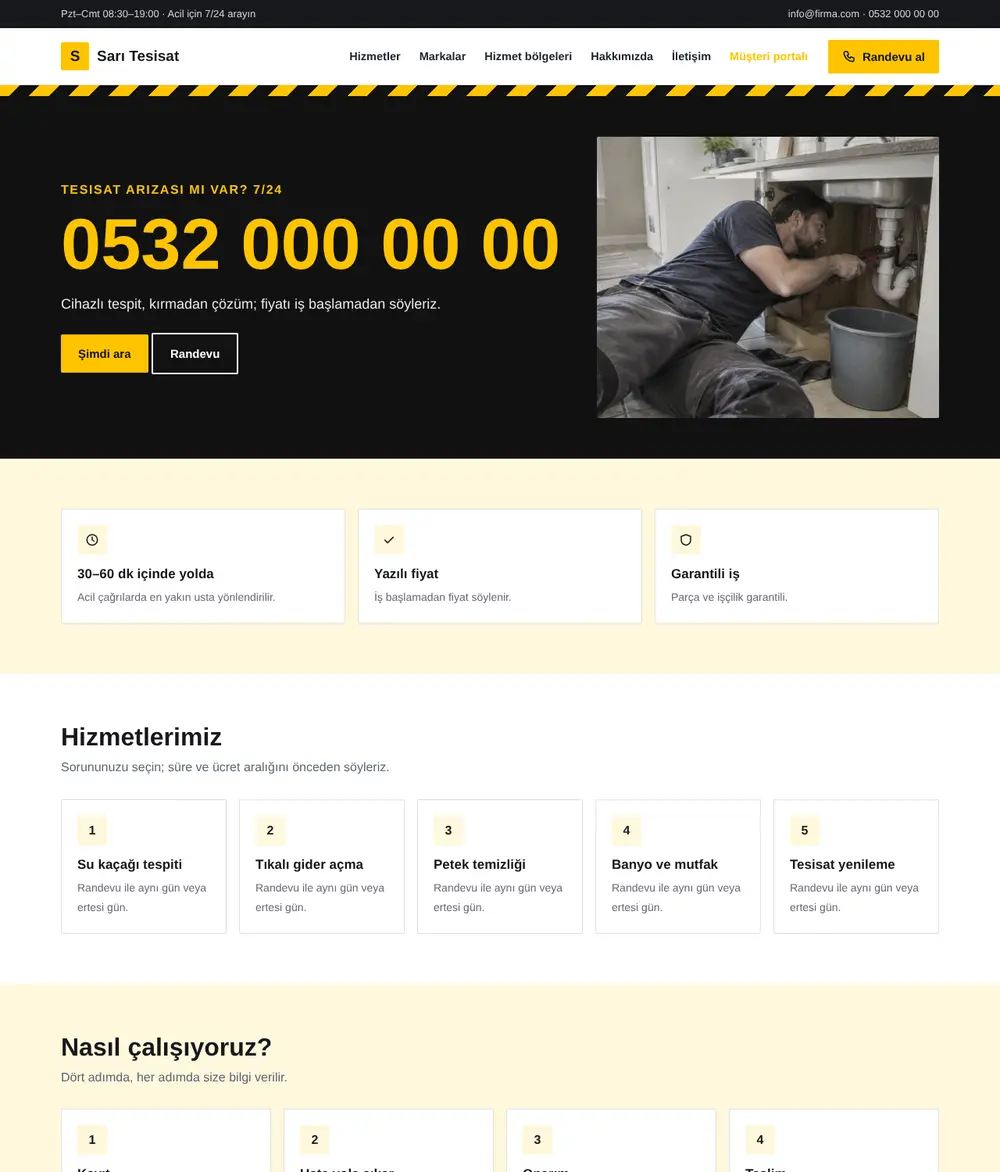 Pzt–Cmt 08:30–19:00 · Acil için 7/24 arayın
info@firma.com · 0532 000 00 00
S Sarı Tesisat
Hizmetler Markalar Hizmet bölgeleri Hakkımızda İletişim Müşteri portalı Randevu al
TESISAT ARIZASI MI VAR? 7/24
0532 000 00 00
Cihazlı tespit, kırmadan çözüm; fiyatı iş başlamadan söyleriz.
Şimdi ara Randevu
30–60 dk içinde yolda
Acil çağrılarda en yakın usta yönlendirilir.
Yazılı fiyat
İş başlamadan fiyat söylenir.
Garantili iş
Parça ve işçilik garantili.
Hizmetlerimiz
Sorununuzu seçin; süre ve ücret aralığını önceden söyleriz.
1
Su kaçağı tespiti
Randevu ile aynı gün veya
ertesi gün.
2
Tıkalı gider açma
Randevu ile aynı gün veya
ertesi gün.
3
Petek temizliği
Randevu ile aynı gün veya
ertesi gün.
4
Banyo ve mutfak
Randevu ile aynı gün veya
ertesi gün.
5
Tesisat yenileme
Randevu ile aynı gün veya
ertesi gün.
Nasıl çalışıyoruz?
Dört adımda, her adımda size bilgi verilir.
1
2
3
4